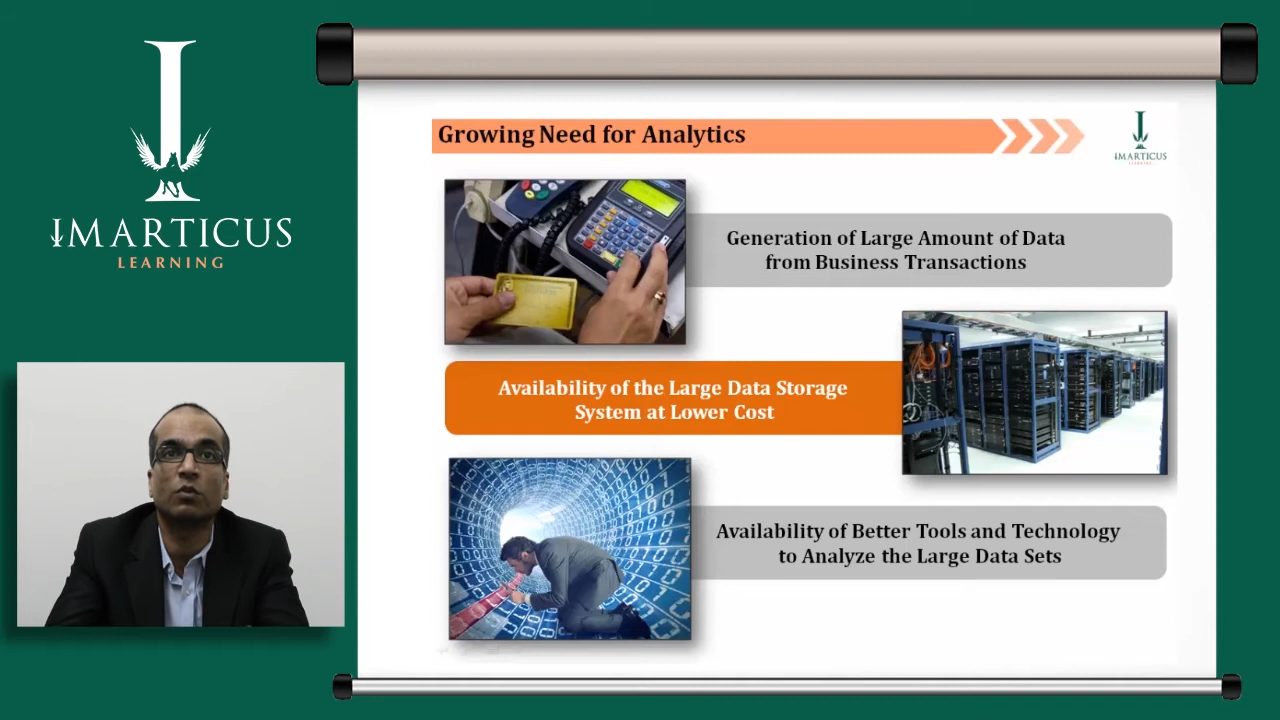 IMARTICUS
LEARNING
Growing Need for Analytics
IMARTICUS
LEARNING
Generation of Large Amount of Data
from Business Transactions
Availability of the Large Data Storage
System at Lower Cost
Availability of Better Tools and Technology
to Analyze the Large Data Sets